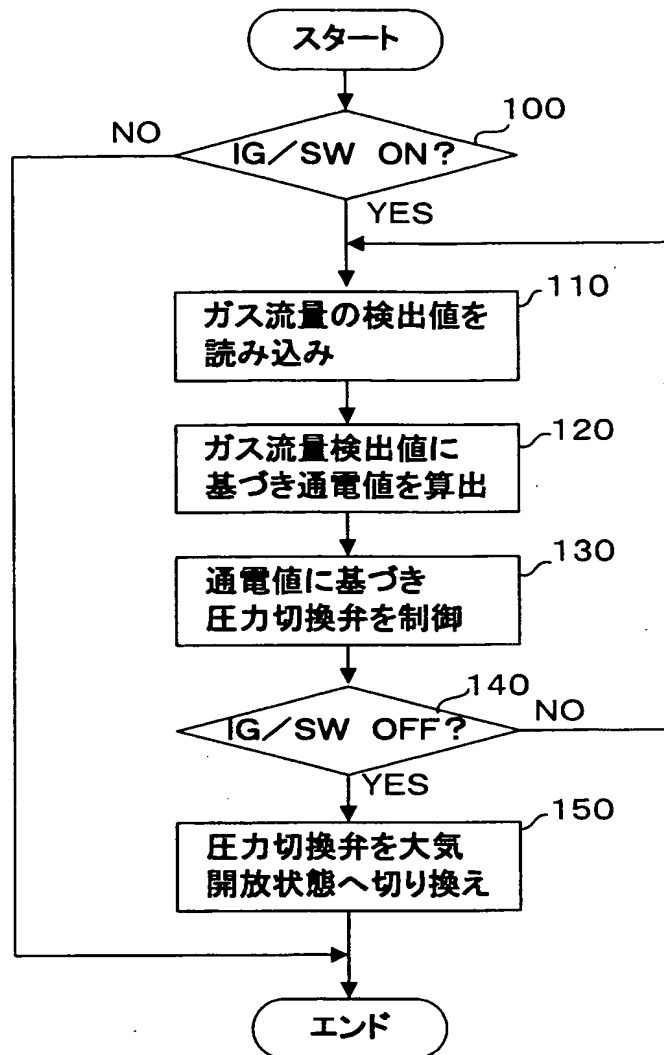 スタート
100
NO
IG／SW ON？
YES
110
ガス流量の検出値を
読み込み
120
ガス流量検出値に
基づき通電値を算出
130
通電値に基づき
圧力切換弁を制御
140
IG／SW OFF？
NO
YES
150
圧力切換弁を大気
開放状態へ切り換え
エンド